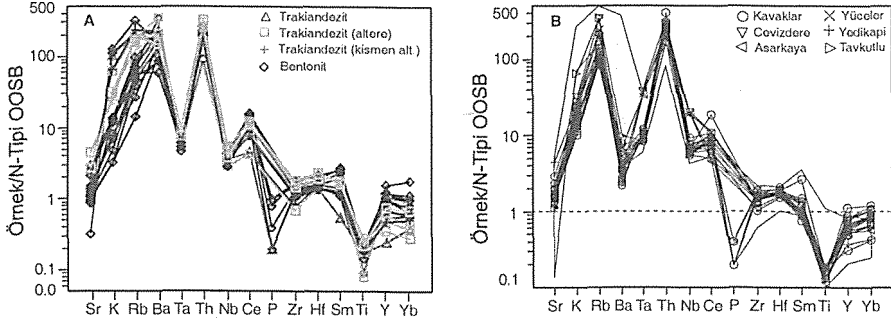 A
500
100
10
1
0.1
0.0
Örnek/N-Tipi OOSB
Trakiandezit
Trakiandezit (altere)
Trakiandezit (kismen alt.)
Bentonit
Sr K Rb Ba Ta Th Nb Ce P Zr Hf Sm Ti Y Yb
B
500
100
10
1
0.1
Örnek/N-Tipi OOSB
Kavaklar Yüceler
Cevizdere Yedikapi
Asarkaya Tavkutlu
Sr K Rb Ba Ta Th Nb Ce P Zr Hf Sm Ti Y Yb